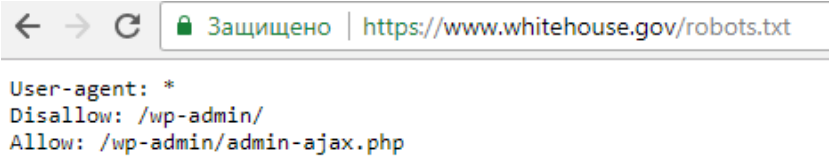 Защищено https://www.whitehouse.gov/robots.txt
User-agent: *
Disallow: /wp-admin/
Allow: /wp-admin/admin-ajax.php